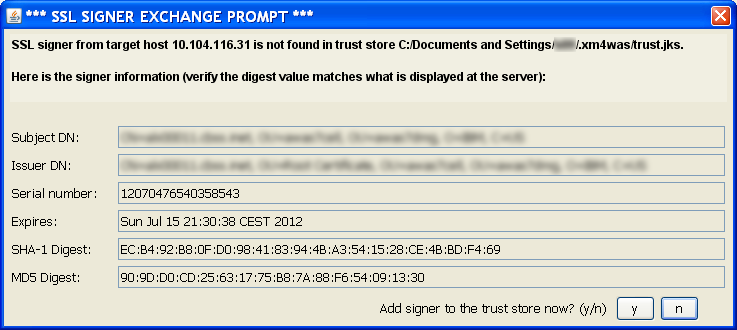 *** SSL SIGNER EXCHANGE PROMPT ***
SSL signer from target host 10.104.116.31 is not found in trust store C:/Documents and Settings/ /.xm4was/trust.jks.
Here is the signer information (verify the digest value matches what is displayed at the server):
Subject DN:
Issuer DN:
Serial number: 12070476540358543
Expires: Sun Jul 15 21:30:38 CEST 2012
SHA-1 Digest: EC:B4:92:B8:0F:D0:98:41:83:94:4B:A3:54:15:28:CE:4B:BD:F4:69
MD5 Digest: 90:9D:D0:CD:25:63:17:75:B8:7A:88:F6:54:09:13:30
Add signer to the trust store now? (y/n) y n